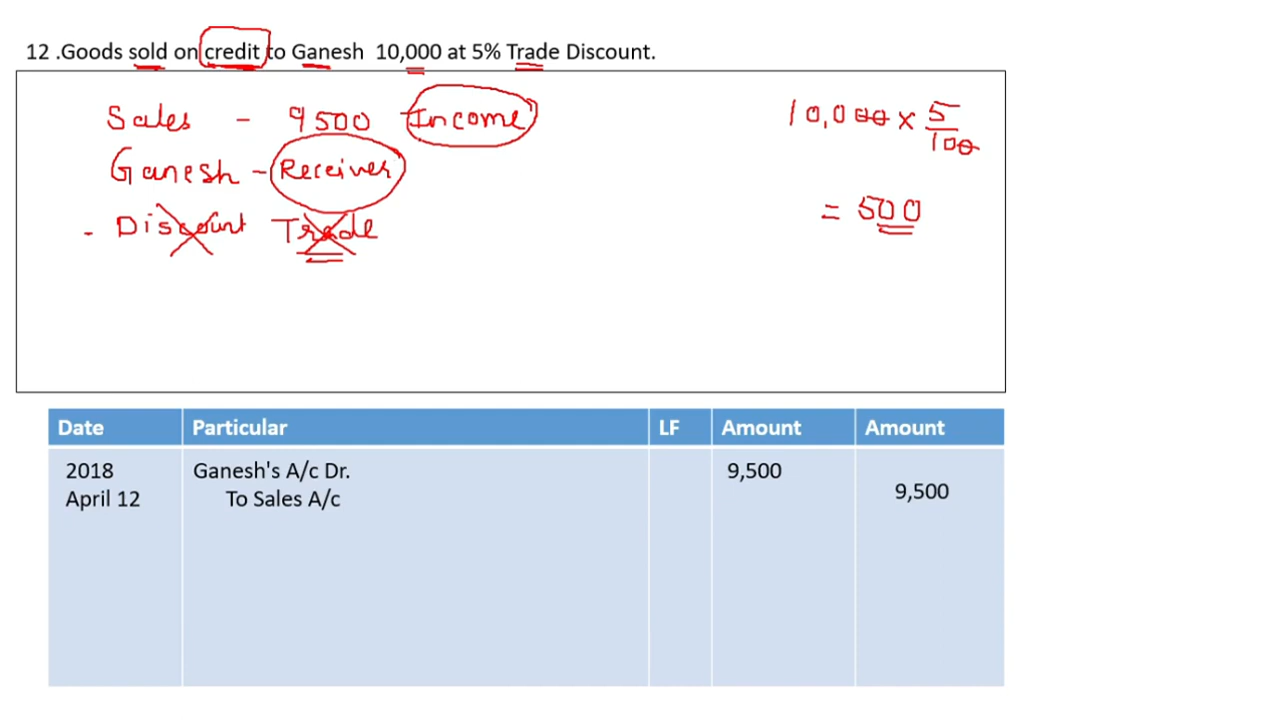 12 .Goods sold on credit to Ganesh 10,000 at 5% Trade Discount.
Sales - 9500 Income
Ganesh - Receiver
- Discount Trade
10,000 x 5/100
= 500
Date Particular LF Amount Amount
2018 Ganesh's A/c Dr. 9,500
April 12 To Sales A/c 9,500